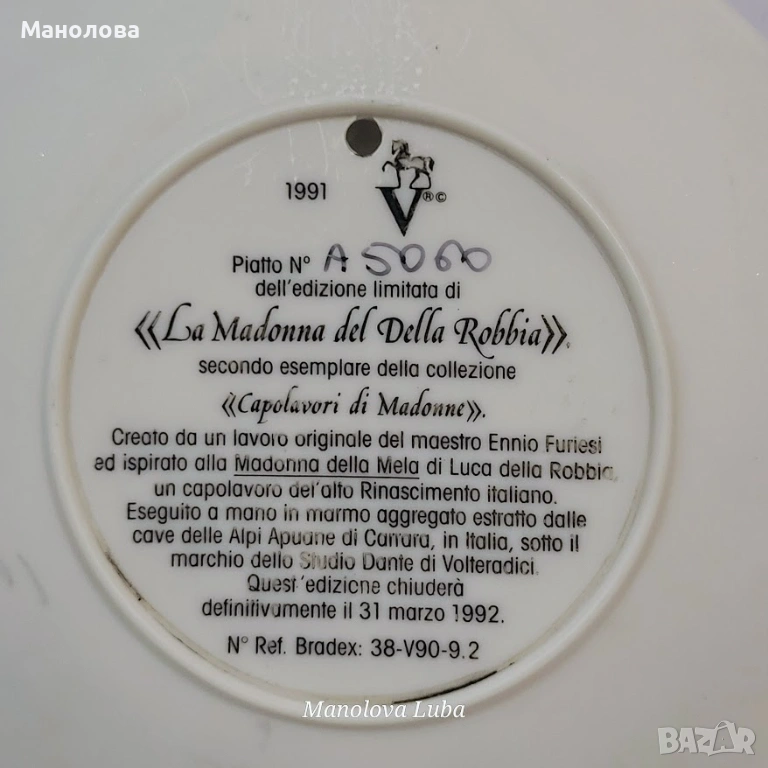 Манолова
1991
V®©
Piatto N° A 5060
dell'edizione limitata di
«La Madonna del Della Robbia».
secondo esemplare della collezione
«Capolavori di Madonne».
Creato da un lavoro originale del maestro Ennio Furiesi
ed ispirato alla Madonna della Mela di Luca della Robbia,
un capolavoro del'alto Rinascimento italiano.
Eseguito a mano in marmo aggregato estratto dalle
cave delle Alpi Apuane di Carrara, in Italia, sotto il
marchio dello Studio Dante di Volteradici.
Quest'edizione chiuderà
definitivamente il 31 marzo 1992.
N° Ref. Bradex: 38-V90-9.2
Manolova Luba
BAZAR